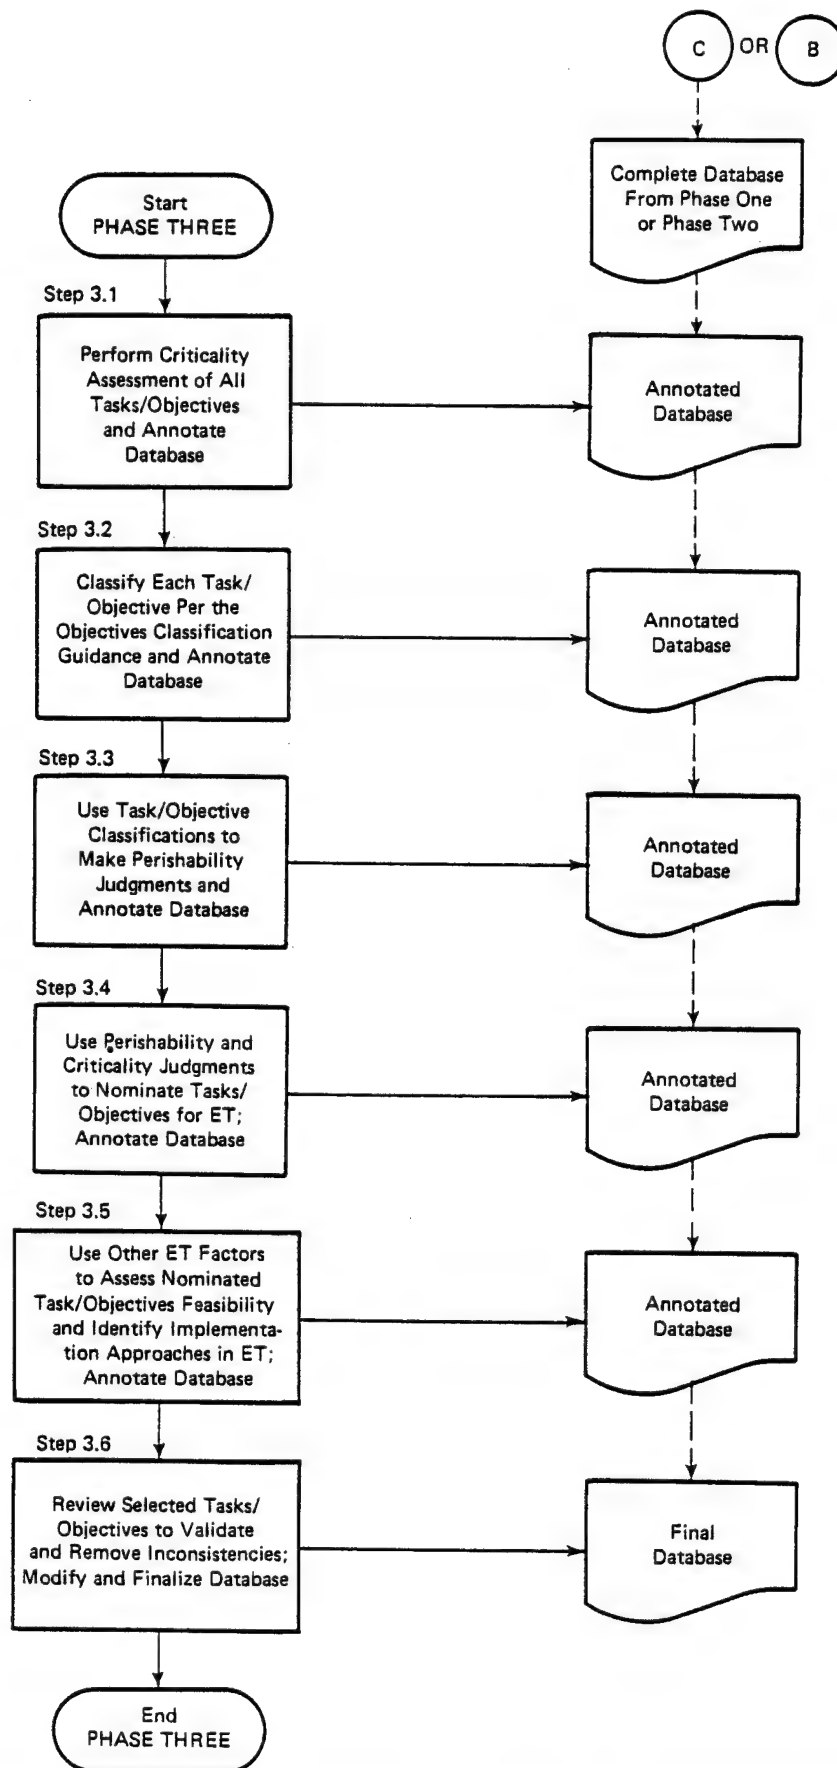 C OR B
Complete Database
From Phase One
or Phase Two
Start
PHASE THREE
Step 3.1
Perform Criticality
Assessment of All
Tasks/Objectives
and Annotate
Database
Annotated
Database
Step 3.2
Classify Each Task/
Objective Per the
Objectives Classification
Guidance and Annotate
Database
Annotated
Database
Step 3.3
Use Task/Objective
Classifications to
Make Perishability
Judgments and
Annotate Database
Annotated
Database
Step 3.4
Use Perishability and
Criticality Judgments
to Nominate Tasks/
Objectives for ET;
Annotate Database
Annotated
Database
Step 3.5
Use Other ET Factors
to Assess Nominated
Task/Objectives Feasibility
and Identify Implementa-
tion Approaches in ET;
Annotate Database
Annotated
Database
Step 3.6
Review Selected Tasks/
Objectives to Validate
and Remove Inconsistencies;
Modify and Finalize Database
Final
Database
End
PHASE THREE